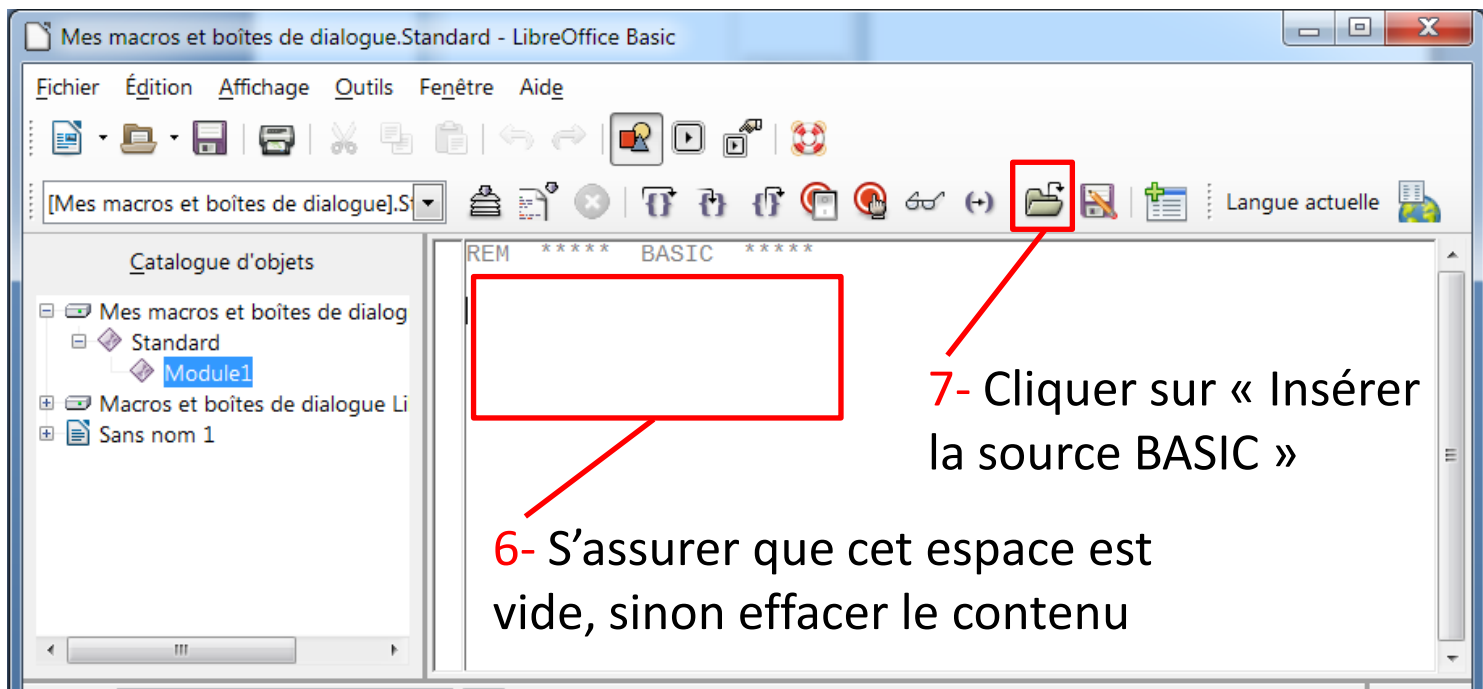 Mes macros et boîtes de dialogue.Standard - LibreOffice Basic
Fichier Édition Affichage Outils Fenêtre Aide
[Mes macros et boîtes de dialogue].St
Langue actuelle
Catalogue d'objets
Mes macros et boîtes de dialog
Standard
Module1
Macros et boîtes de dialogue Li
Sans nom 1
REM ***** BASIC *****
7- Cliquer sur « Insérer
la source BASIC »
6- S’assurer que cet espace est
vide, sinon effacer le contenu